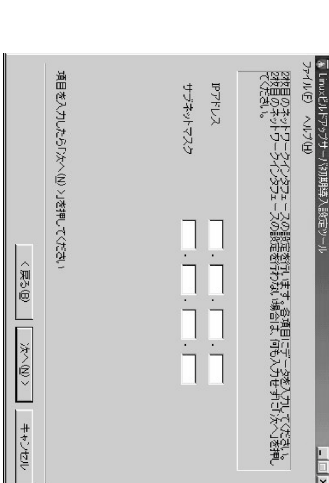 Linuxビルドアップサーバ初期導入設定ツール
ファイル(F) ヘルプ(H)
2枚目のネットワークインタフェースの設定を行います。各項目にデータを入力してください。
2枚目のネットワークインタフェースの設定を行わない場合は、何も入力せずに「次へ」を押し
てください。
IPアドレス . . .
サブネットマスク . . .
項目を入力したら「次へ(N) >」を押してください
< 戻る(B) 次へ(N) > キャンセル